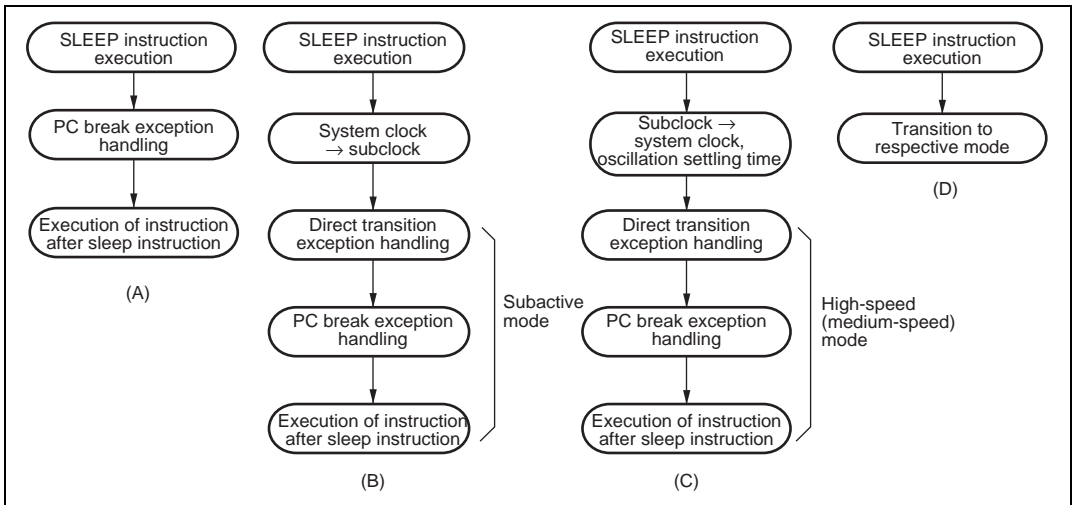 SLEEP instruction
execution
PC break exception
handling
Execution of instruction
after sleep instruction
(A)
SLEEP instruction
execution
System clock
→ subclock
Direct transition
exception handling
PC break exception
handling
Execution of instruction
after sleep instruction
Subactive
mode
(B)
SLEEP instruction
execution
Subclock →
system clock,
oscillation settling time
Direct transition
exception handling
PC break exception
handling
Execution of instruction
after sleep instruction
High-speed
(medium-speed)
mode
(C)
SLEEP instruction
execution
Transition to
respective mode
(D)